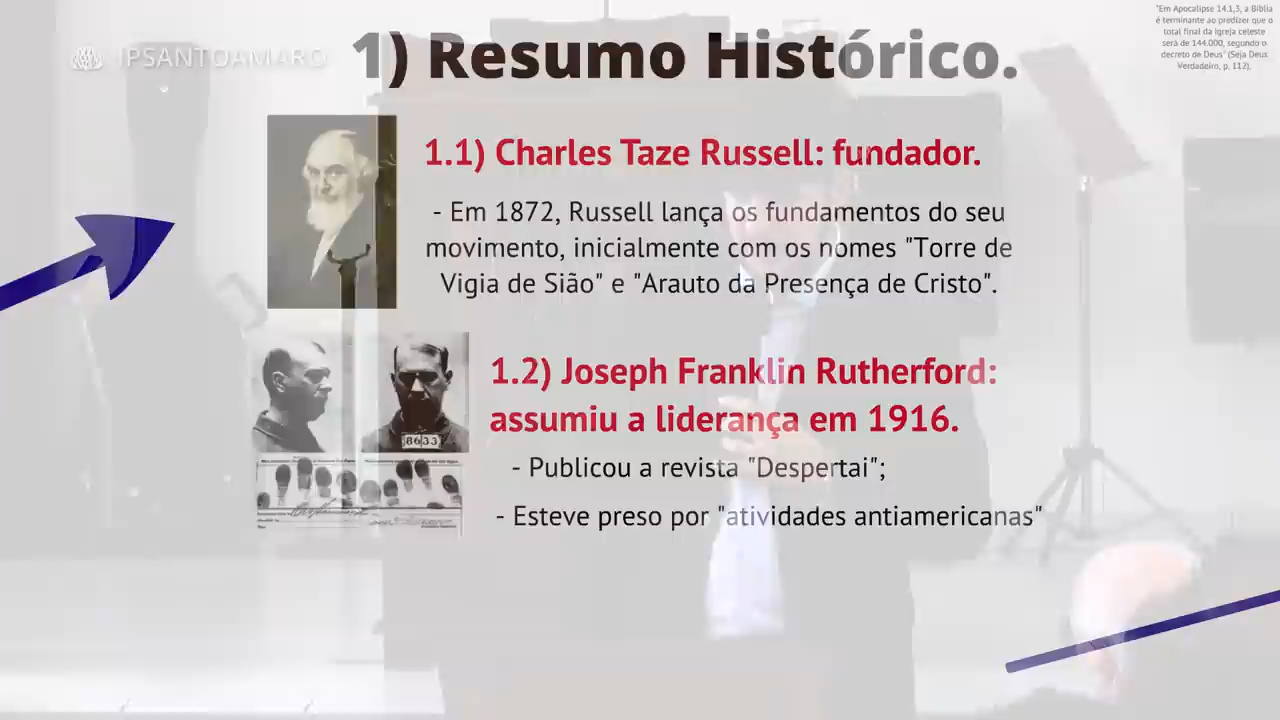 IPSANTOAMARO
1) Resumo Histórico.
"Em Apocalipse 14.1,3, a Bíblia
é terminante ao predizer que o
total final da igreja celeste
será de 144.000, segundo o
decreto de Deus" (Seja Deus
Verdadeiro, p. 112).
1.1) Charles Taze Russell: fundador.
- Em 1872, Russell lança os fundamentos do seu
movimento, inicialmente com os nomes "Torre de
Vigia de Sião" e "Arauto da Presença de Cristo".
1.2) Joseph Franklin Rutherford:
assumiu a liderança em 1916.
8633
- Publicou a revista "Despertai";
- Esteve preso por "atividades antiamericanas"